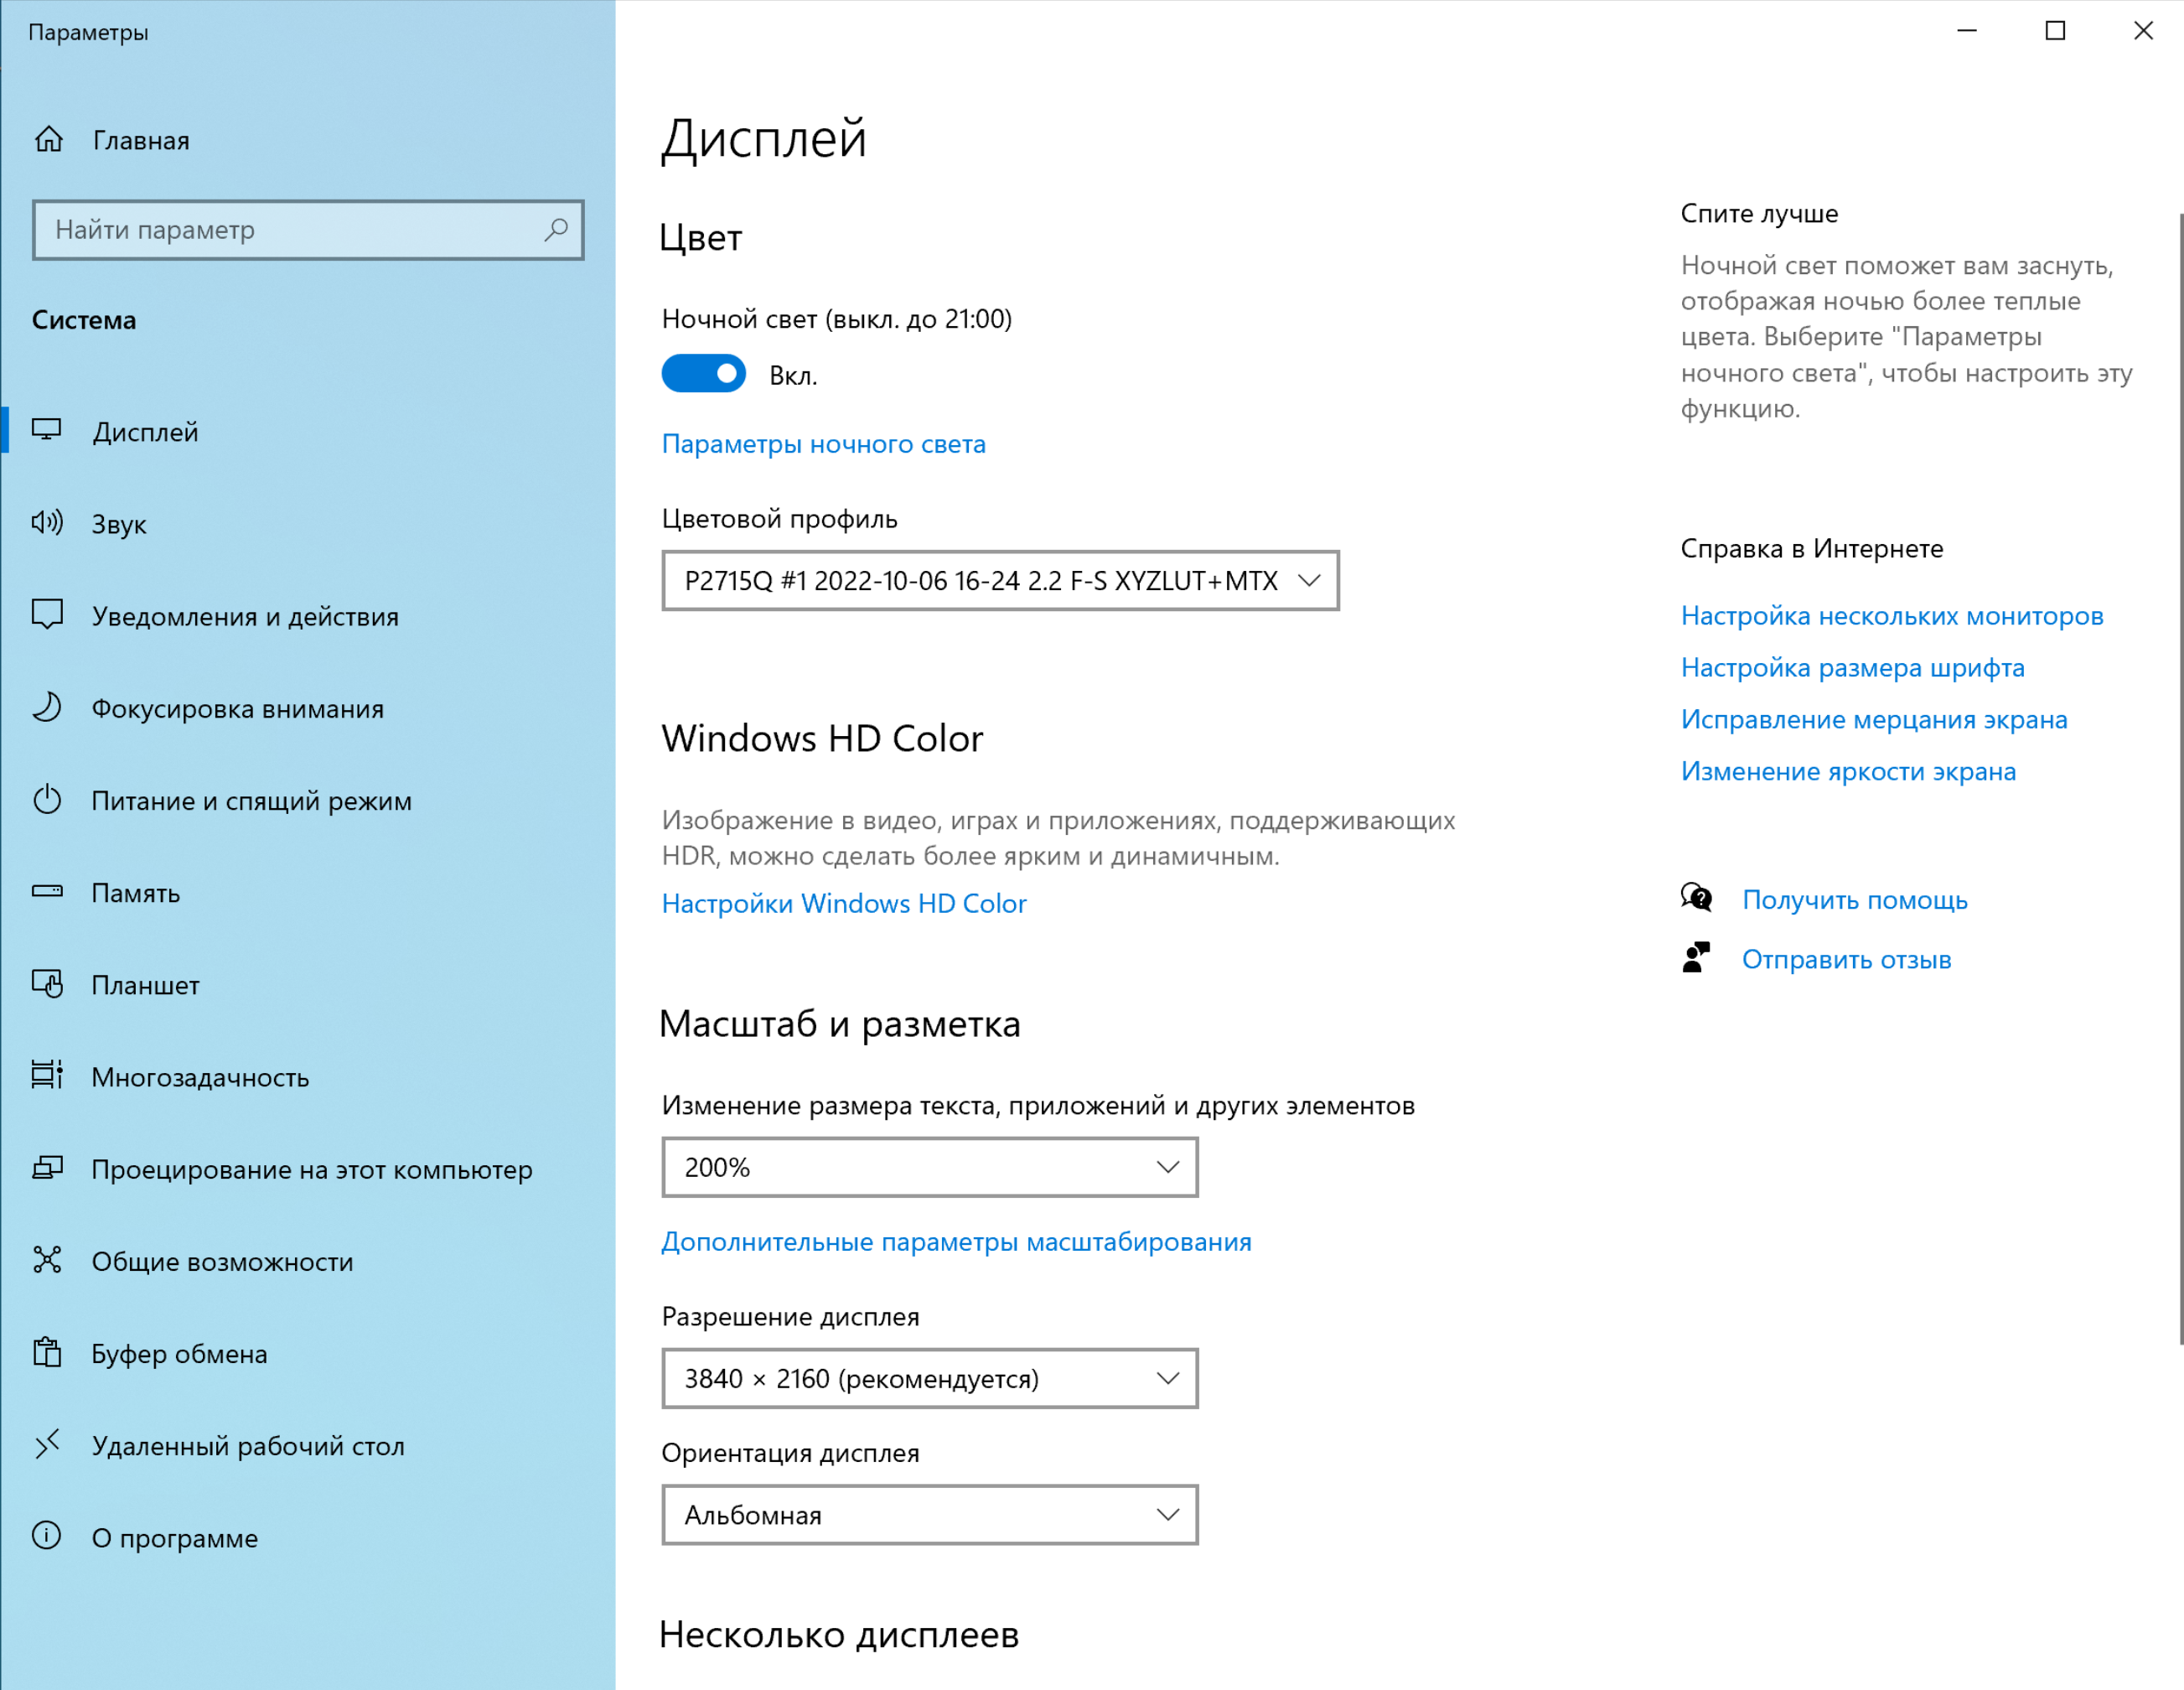 Параметры
Главная
Найти параметр
Система
Дисплей
Звук
Уведомления и действия
Фокусировка внимания
Питание и спящий режим
Память
Планшет
Многозадачность
Проецирование на этот компьютер
Общие возможности
Буфер обмена
Удаленный рабочий стол
О программе
Дисплей
Цвет
Ночной свет (выкл. до 21:00)
Вкл.
Параметры ночного света
Цветовой профиль
P2715Q #1 2022-10-06 16-24 2.2 F-S XYZLUT+MTX
Windows HD Color
Изображение в видео, играх и приложениях, поддерживающих
HDR, можно сделать более ярким и динамичным.
Настройки Windows HD Color
Масштаб и разметка
Изменение размера текста, приложений и других элементов
200%
Дополнительные параметры масштабирования
Разрешение дисплея
3840 × 2160 (рекомендуется)
Ориентация дисплея
Альбомная
Несколько дисплеев
Спите лучше
Ночной свет поможет вам заснуть,
отображая ночью более теплые
цвета. Выберите "Параметры
ночного света", чтобы настроить эту
функцию.
Справка в Интернете
Настройка нескольких мониторов
Настройка размера шрифта
Исправление мерцания экрана
Изменение яркости экрана
Получить помощь
Отправить отзыв